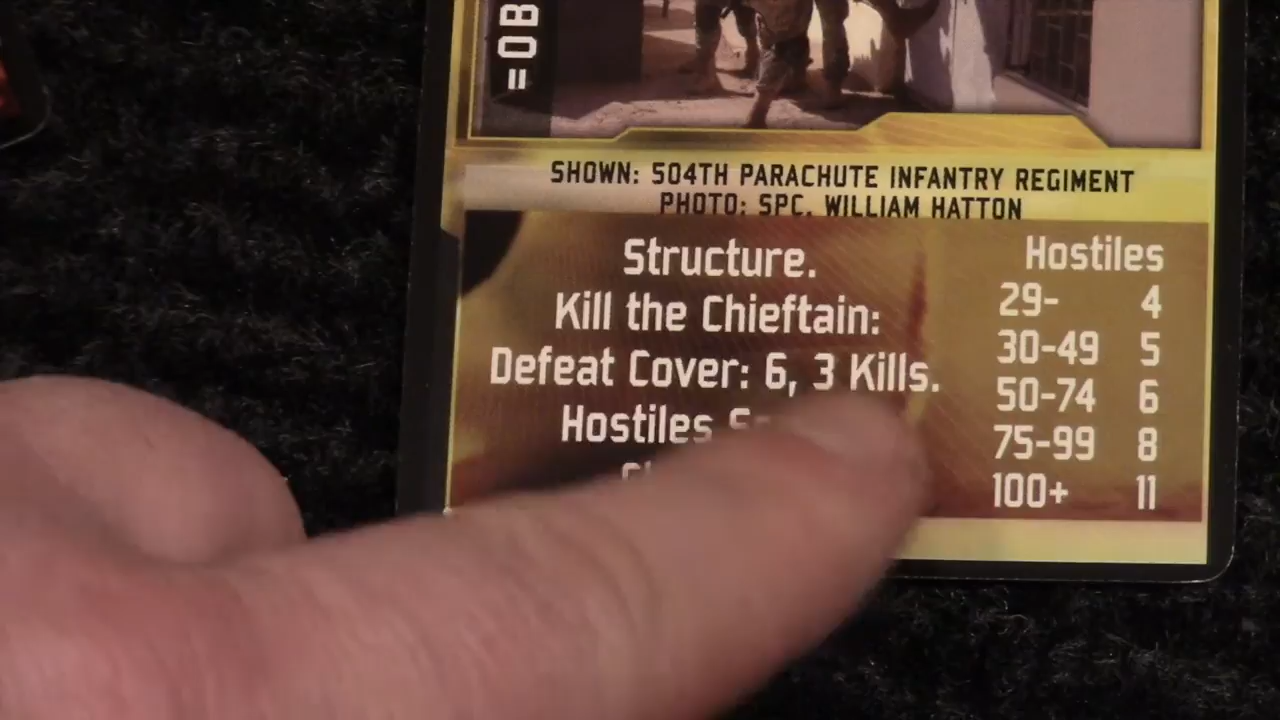 =OB
SHOWN: 504TH PARACHUTE INFANTRY REGIMENT
PHOTO: SPC. WILLIAM HATTON
Structure.
Kill the Chieftain:
Defeat Cover: 6, 3 Kills.
Hostiles
Hostiles
29- 4
30-49 5
50-74 6
75-99 8
100+ 11